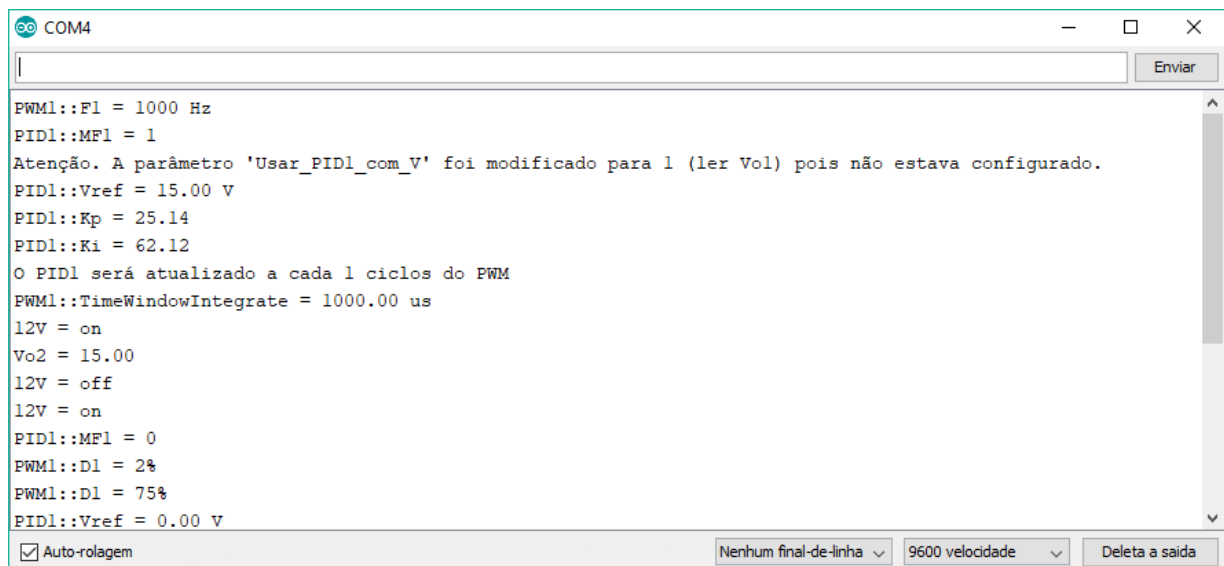 COM4
Enviar
PWM1::F1 = 1000 Hz
PID1::MF1 = 1
Atenção. A parâmetro 'Usar_PID1_com_V' foi modificado para 1 (ler Vo1) pois não estava configurado.
PID1::Vref = 15.00 V
PID1::Kp = 25.14
PID1::Ki = 62.12
O PID1 será atualizado a cada 1 ciclos do PWM
PWM1::TimeWindowIntegrate = 1000.00 us
12V = on
Vo2 = 15.00
12V = off
12V = on
PID1::MF1 = 0
PWM1::D1 = 2%
PWM1::D1 = 75%
PID1::Vref = 0.00 V
Auto-rolagem Nenhum final-de-linha 9600 velocidade Deleta a saida